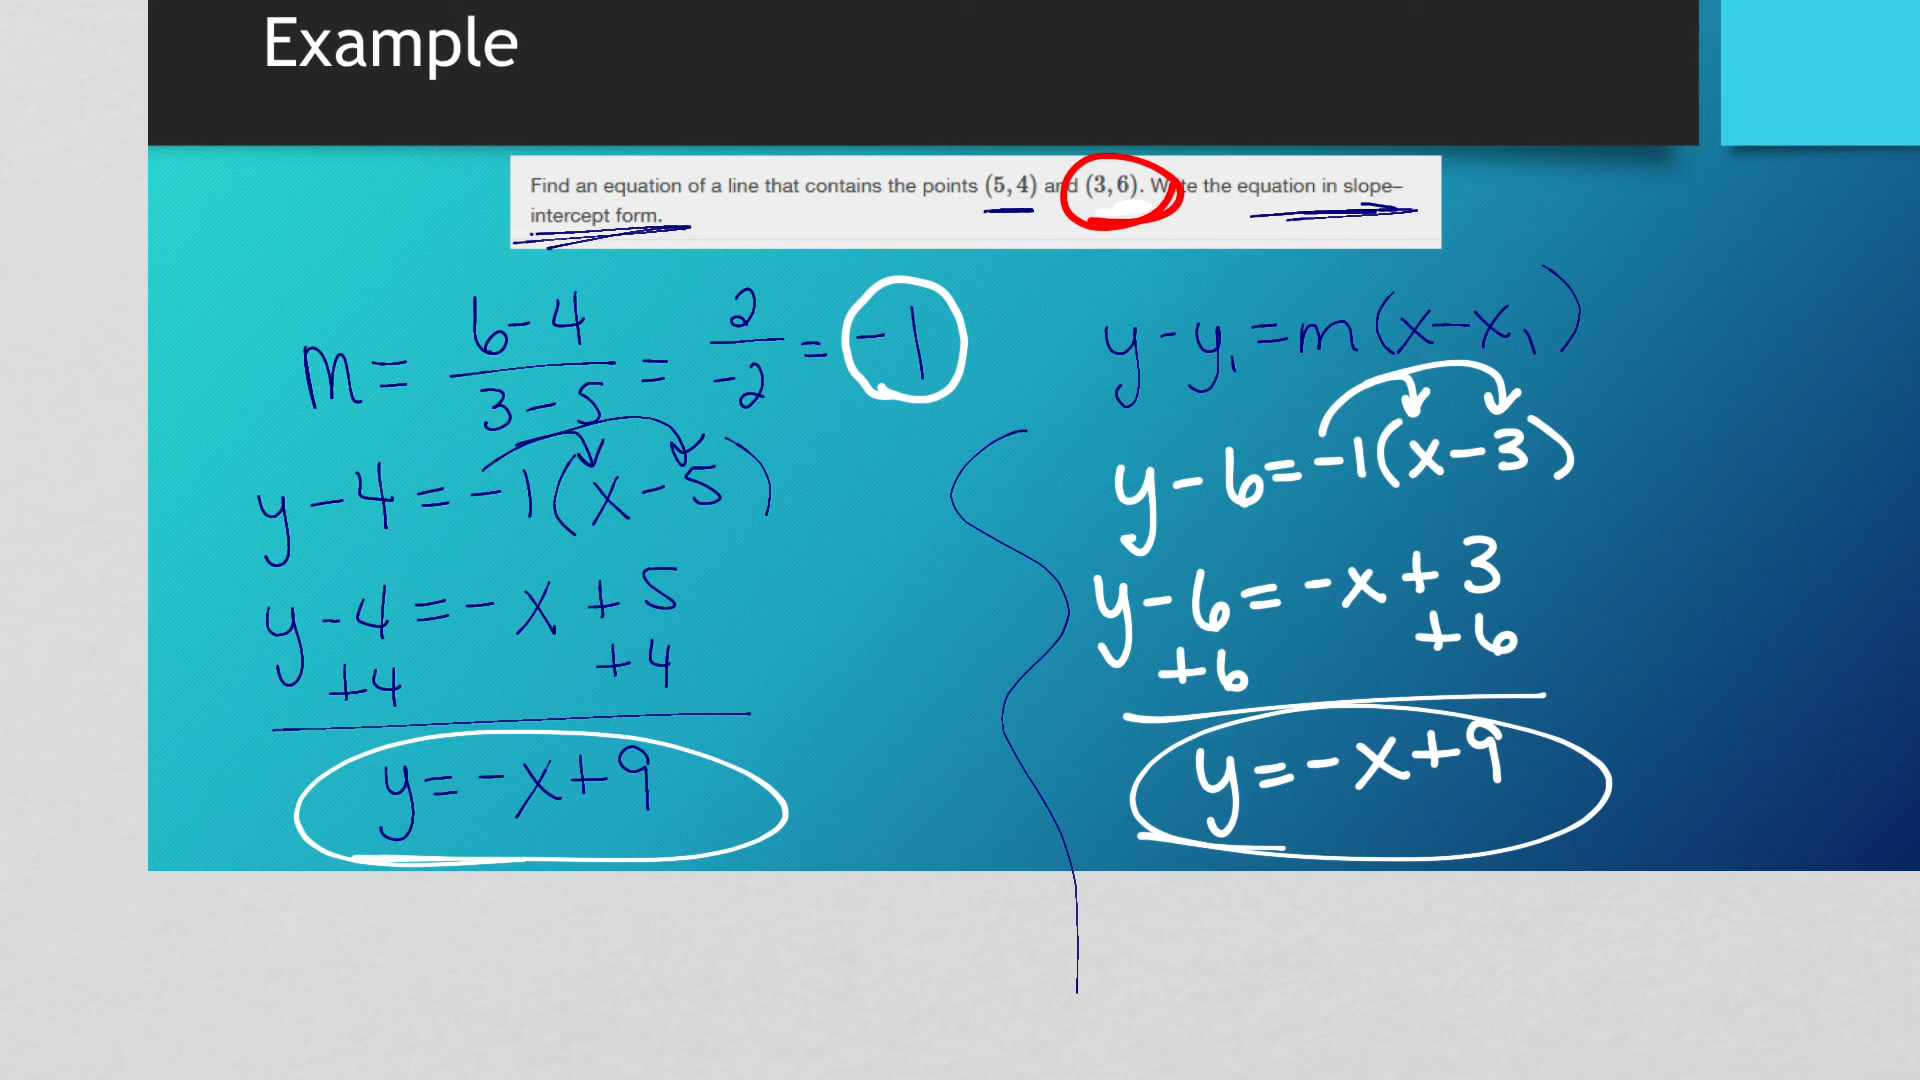 Example
Find an equation of a line that contains the points (5, 4) and (3, 6). Write the equation in slope–
intercept form.
m = 6-4 / 3-5 = 2 / -2 = -1
y-4 = -1(x-5)
y-4 = -x+5
+4 +4
y = -x+9
y-y₁ = m(x-x₁)
y-6 = -1(x-3)
y-6 = -x+3
+6 +6
y = -x+9